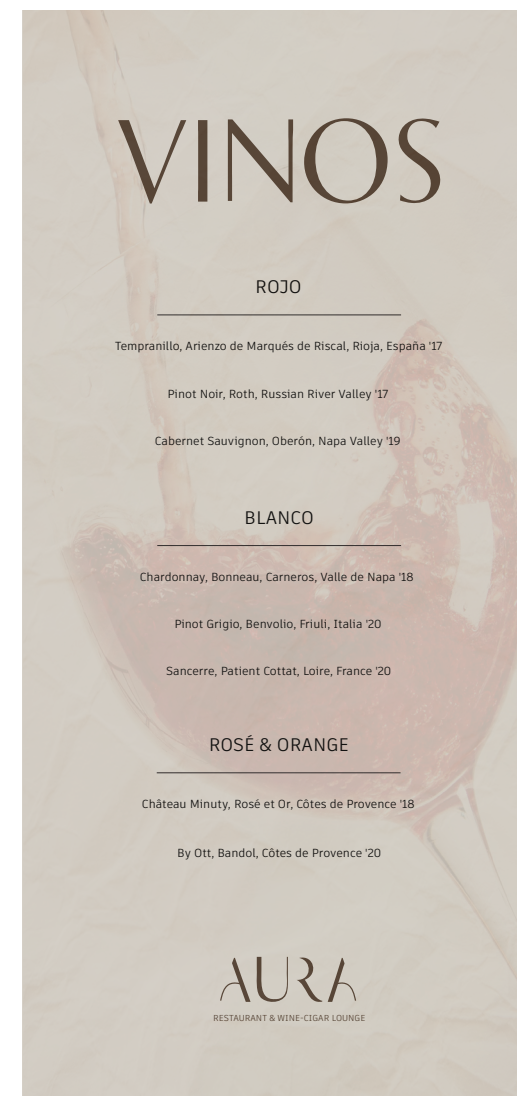 VINOS
ROJO
Tempranillo, Arienzo de Marqués de Riscal, Rioja, España '17
Pinot Noir, Roth, Russian River Valley '17
Cabernet Sauvignon, Oberón, Napa Valley '19
BLANCO
Chardonnay, Bonneau, Carneros, Valle de Napa '18
Pinot Grigio, Benvolio, Friuli, Italia '20
Sancerre, Patient Cottat, Loire, France '20
ROSÉ & ORANGE
Château Minuty, Rosé et Or, Côtes de Provence '18
By Ott, Bandol, Côtes de Provence '20
AURA
RESTAURANT & WINE-CIGAR LOUNGE